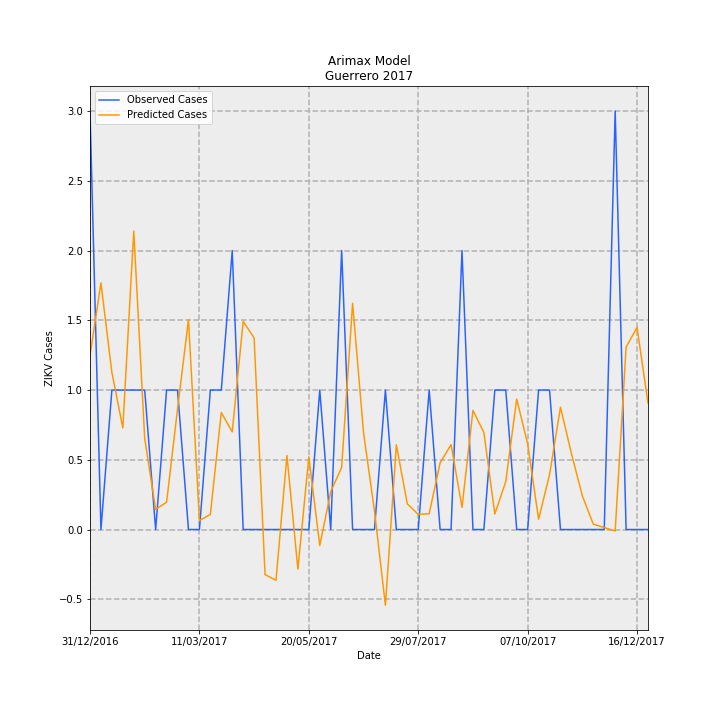 Arimax Model
Guerrero 2017
Observed Cases
Predicted Cases
ZIKV Cases
3.0
2.5
2.0
1.5
1.0
0.5
0.0
−0.5
31/12/2016 11/03/2017 20/05/2017 29/07/2017 07/10/2017 16/12/2017
Date